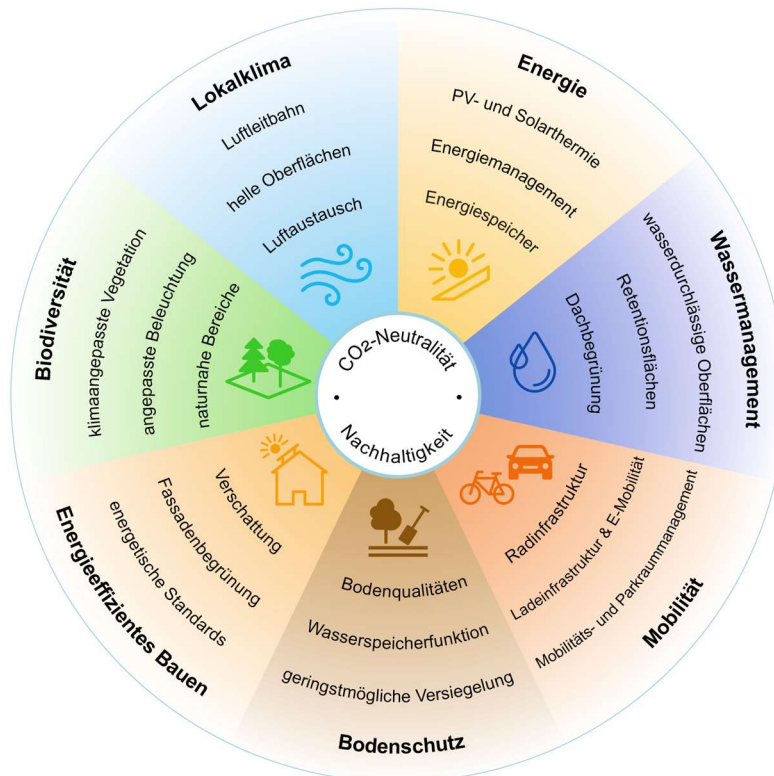 Lokalklima
Luftleitbahn
helle Oberflächen
Luftaustausch
Energie
PV- und Solarthermie
Energiemanagement
Energiespeicher
Wassermanagement
wasserdurchlässige Oberflächen
Retentionsflächen
Dachbegrünung
Mobilität
Radinfrastruktur
Ladeinfrastruktur & E-Mobilität
Mobilitäts- und Parkraummanagement
Bodenqualitäten
Wasserspeicherfunktion
geringstmögliche Versiegelung
Bodenschutz
Verschattung
Fassadenbegrünung
energetische Standards
Energieeffizientes Bauen
Biodiversität
klimaangepasste Vegetation
angepasste Beleuchtung
naturnahe Bereiche
CO2-Neutralität
Nachhaltigkeit